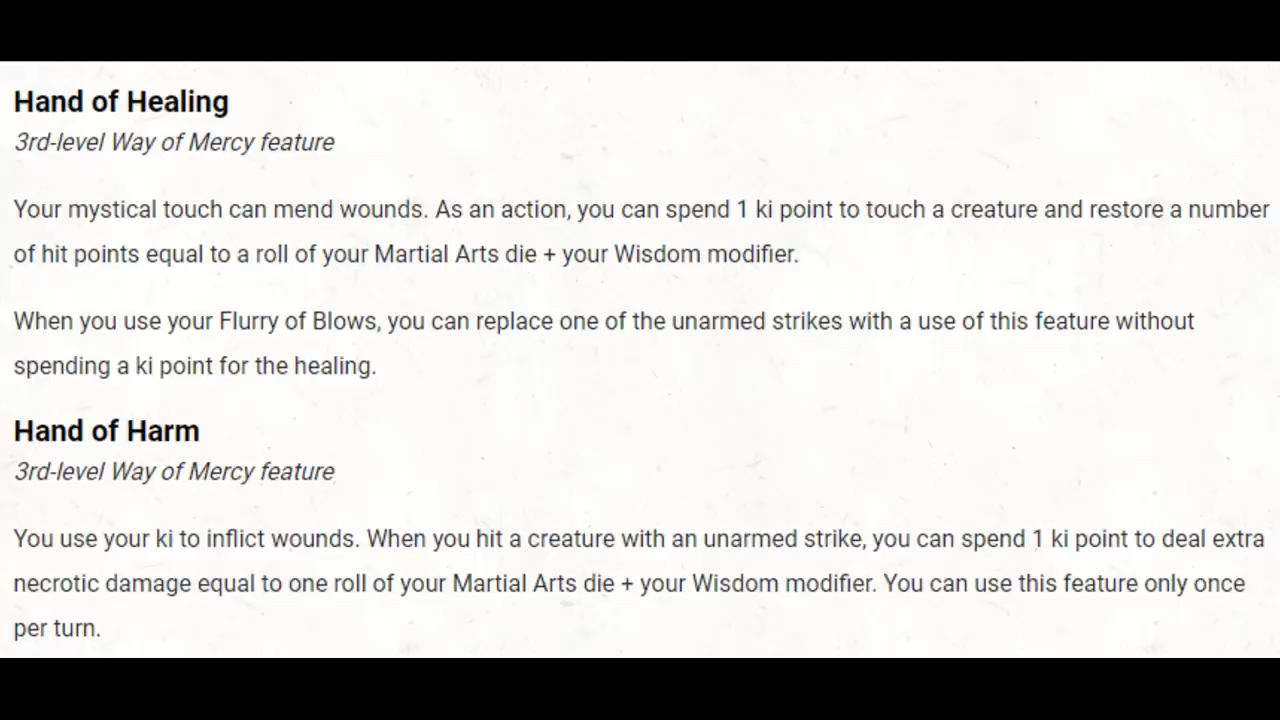 Hand of Healing
3rd-level Way of Mercy feature
Your mystical touch can mend wounds. As an action, you can spend 1 ki point to touch a creature and restore a number
of hit points equal to a roll of your Martial Arts die + your Wisdom modifier.
When you use your Flurry of Blows, you can replace one of the unarmed strikes with a use of this feature without
spending a ki point for the healing.
Hand of Harm
3rd-level Way of Mercy feature
You use your ki to inflict wounds. When you hit a creature with an unarmed strike, you can spend 1 ki point to deal extra
necrotic damage equal to one roll of your Martial Arts die + your Wisdom modifier. You can use this feature only once
per turn.